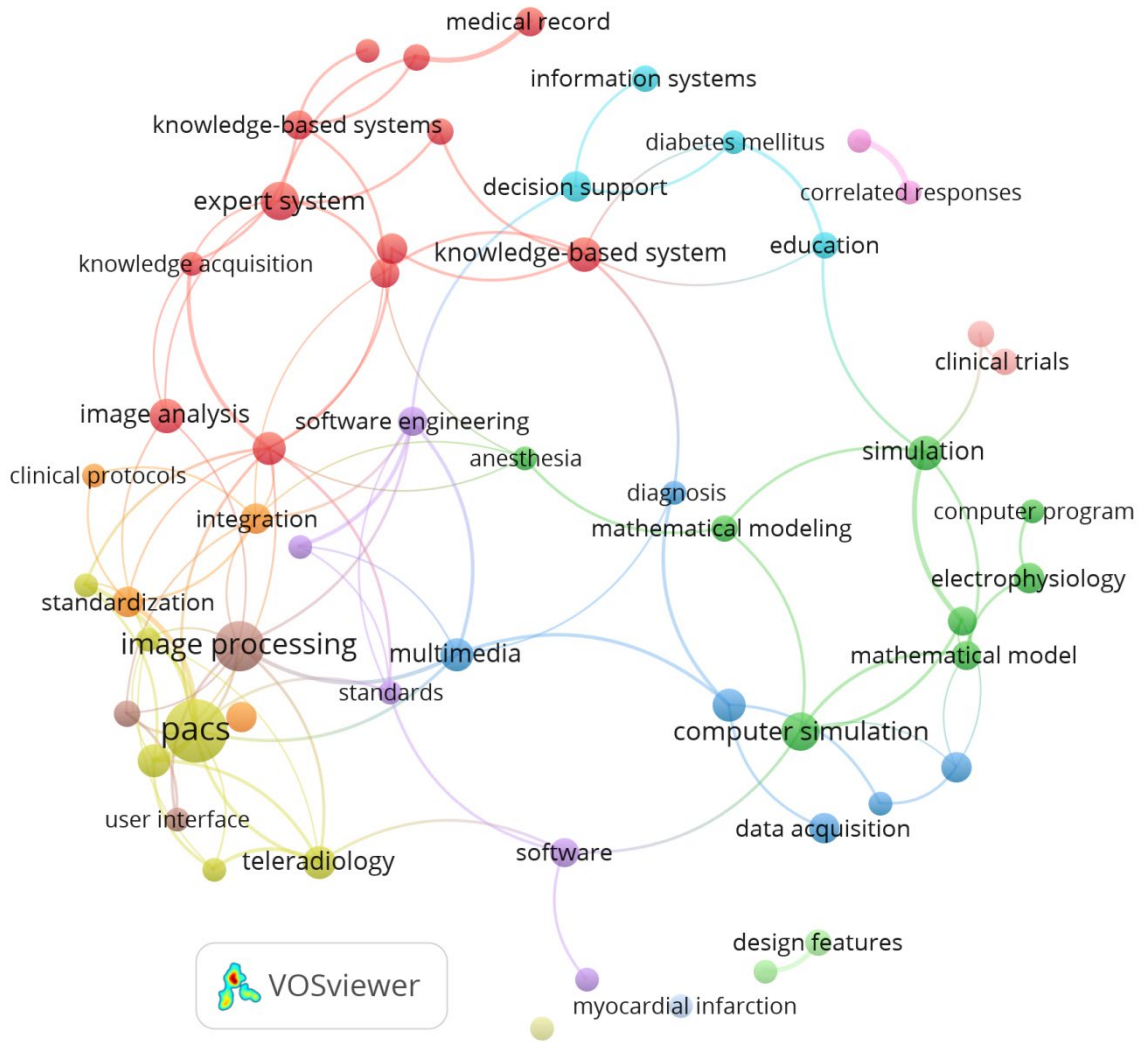 medical record
information systems
knowledge-based systems
diabetes mellitus
decision support
correlated responses
expert system
knowledge-based system
education
knowledge acquisition
clinical trials
image analysis
software engineering
simulation
anesthesia
clinical protocols
diagnosis
computer program
integration
mathematical modeling
electrophysiology
standardization
image processing
multimedia
mathematical model
standards
pacs
computer simulation
user interface
data acquisition
software
teleradiology
design features
VOSviewer
myocardial infarction